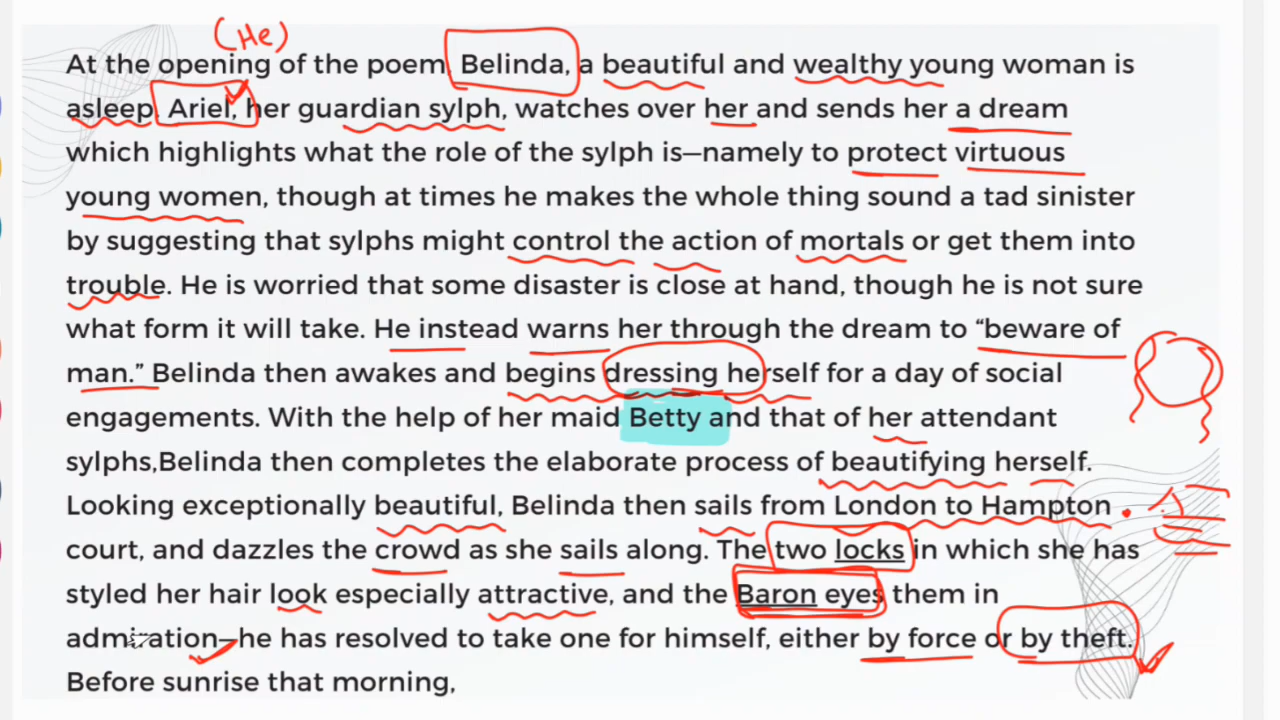 (He)
At the opening of the poem, Belinda, a beautiful and wealthy young woman is
asleep. Ariel, her guardian sylph, watches over her and sends her a dream
which highlights what the role of the sylph is—namely to protect virtuous
young women, though at times he makes the whole thing sound a tad sinister
by suggesting that sylphs might control the action of mortals or get them into
trouble. He is worried that some disaster is close at hand, though he is not sure
what form it will take. He instead warns her through the dream to “beware of
man.” Belinda then awakes and begins dressing herself for a day of social
engagements. With the help of her maid Betty and that of her attendant
sylphs,Belinda then completes the elaborate process of beautifying herself.
Looking exceptionally beautiful, Belinda then sails from London to Hampton
court, and dazzles the crowd as she sails along. The two locks in which she has
styled her hair look especially attractive, and the Baron eyes them in
admiration—he has resolved to take one for himself, either by force or by theft.
Before sunrise that morning,